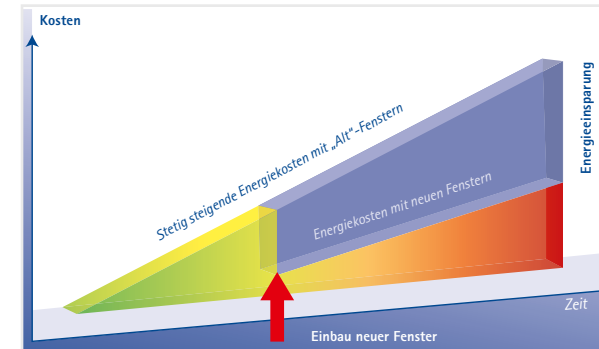 Kosten
Stetig steigende Energiekosten mit „Alt“-Fenstern
Energieeinsparung
Energiekosten mit neuen Fenstern
Zeit
Einbau neuer Fenster